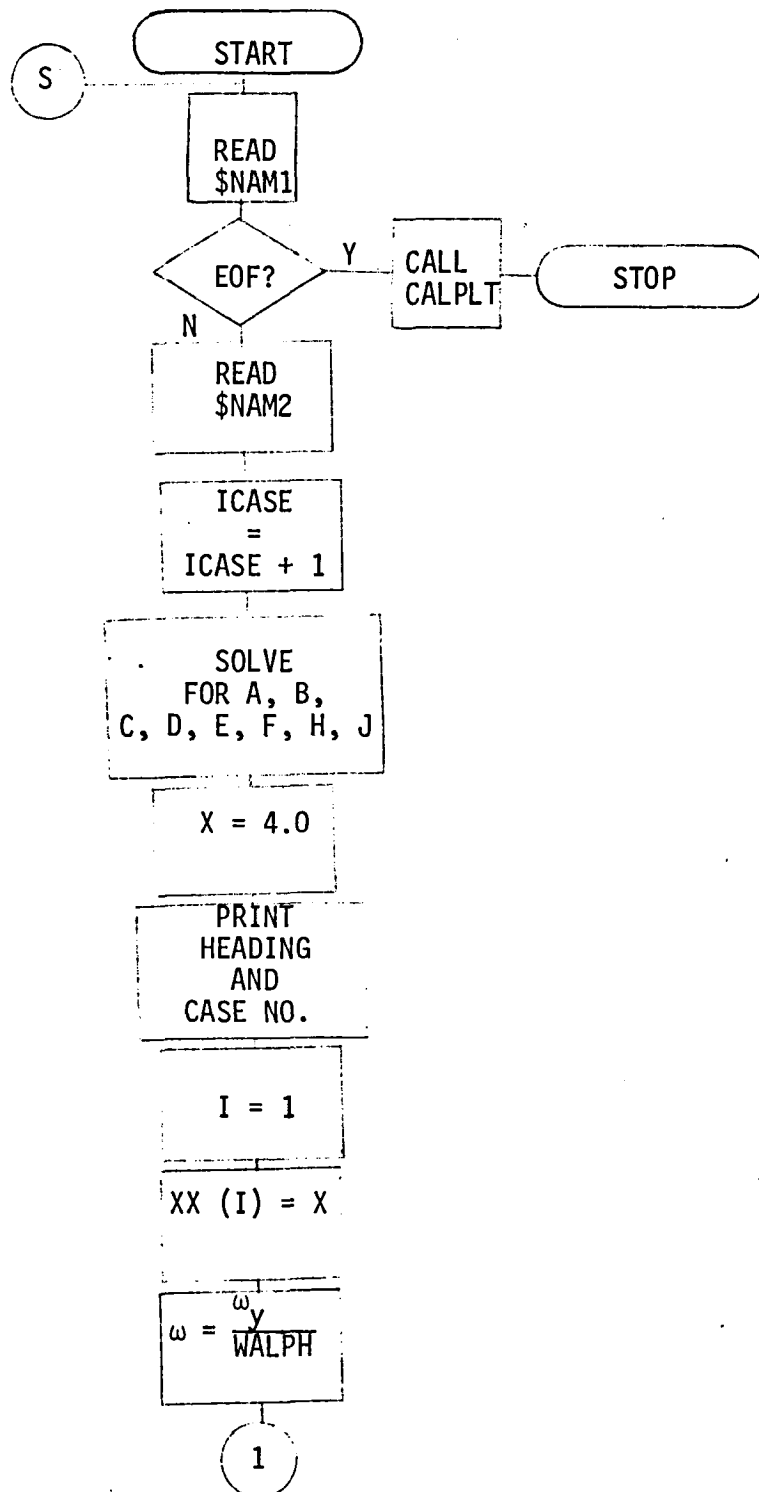 START
S
READ
$NAM1
EOF?
Y
CALL
CALPLT
STOP
N
READ
$NAM2
ICASE
=
ICASE + 1
SOLVE
FOR A, B,
C, D, E, F, H, J
X = 4.0
PRINT
HEADING
AND
CASE NO.
I = 1
XX (I) = X
ω = ωy
WALPH
1